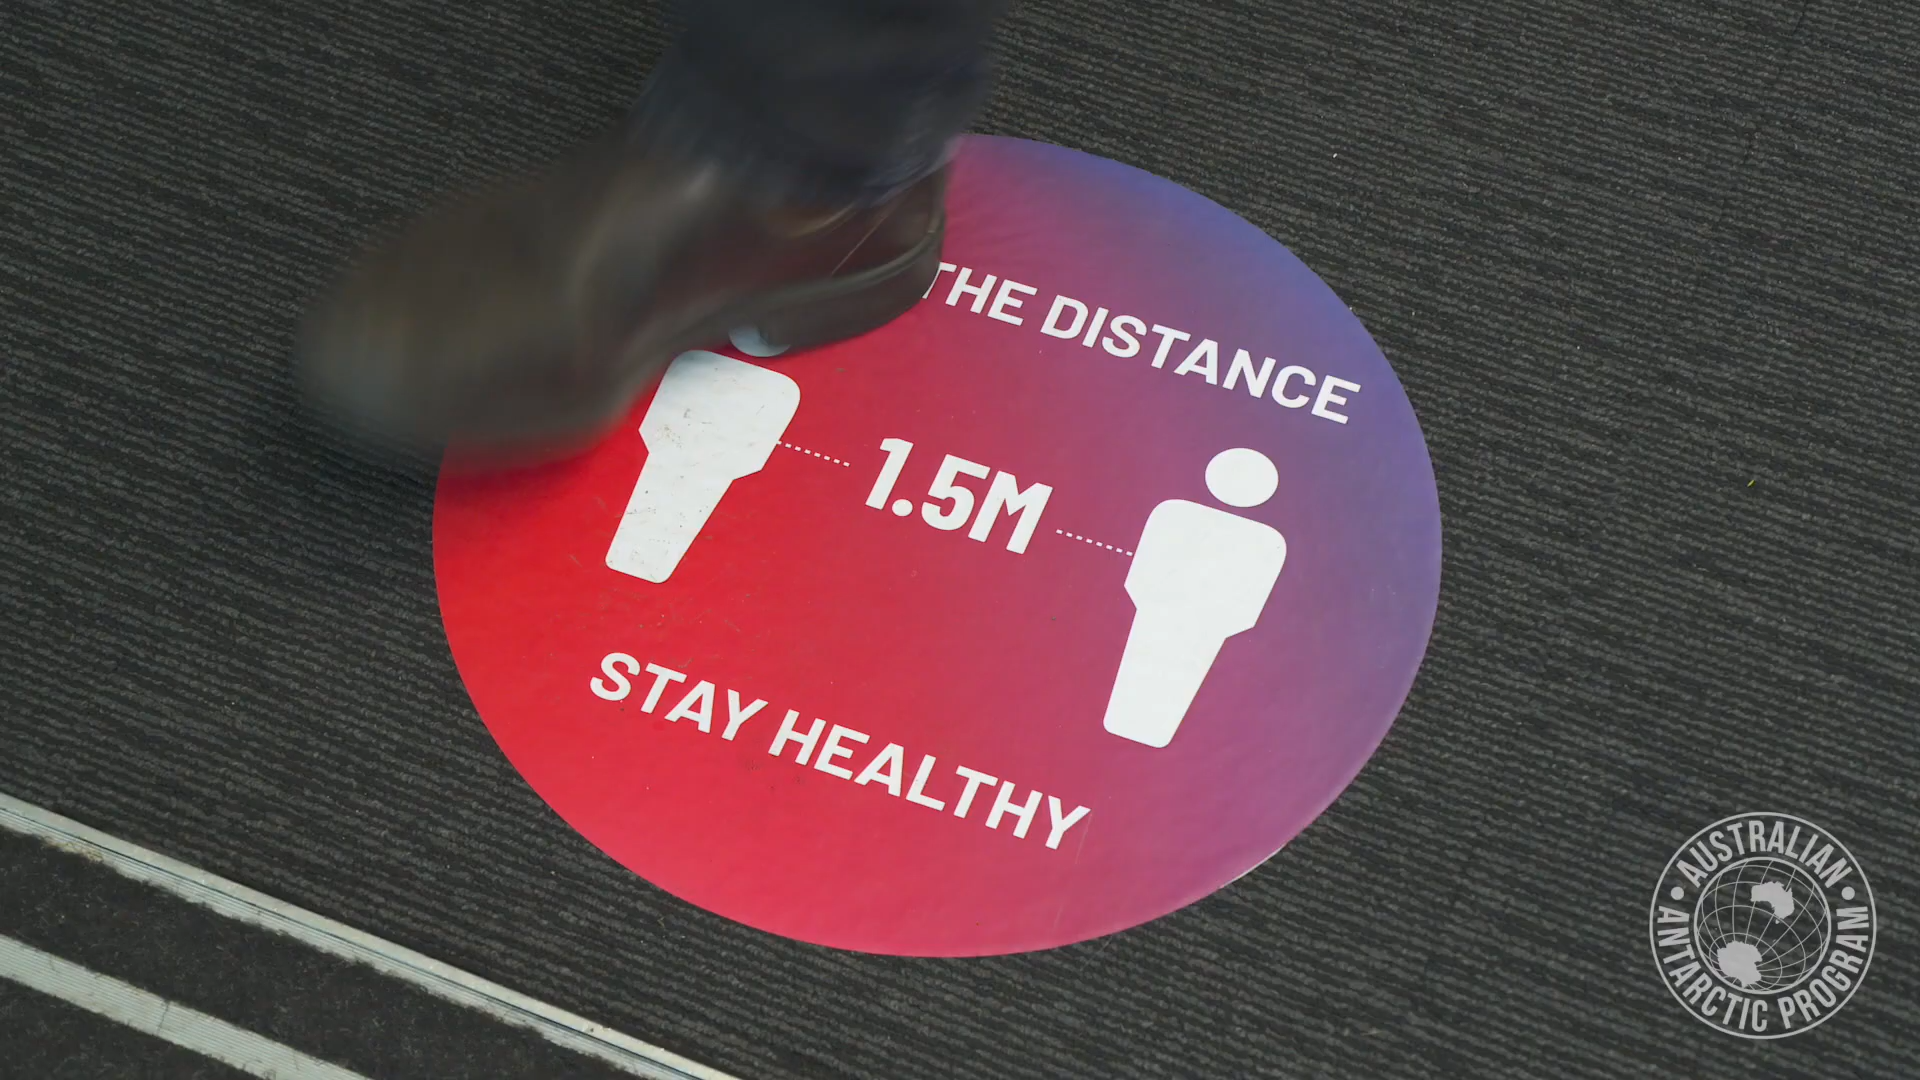 THE DISTANCE
1.5M
STAY HEALTHY
AUSTRALIAN
ANTARCTIC PROGRAM